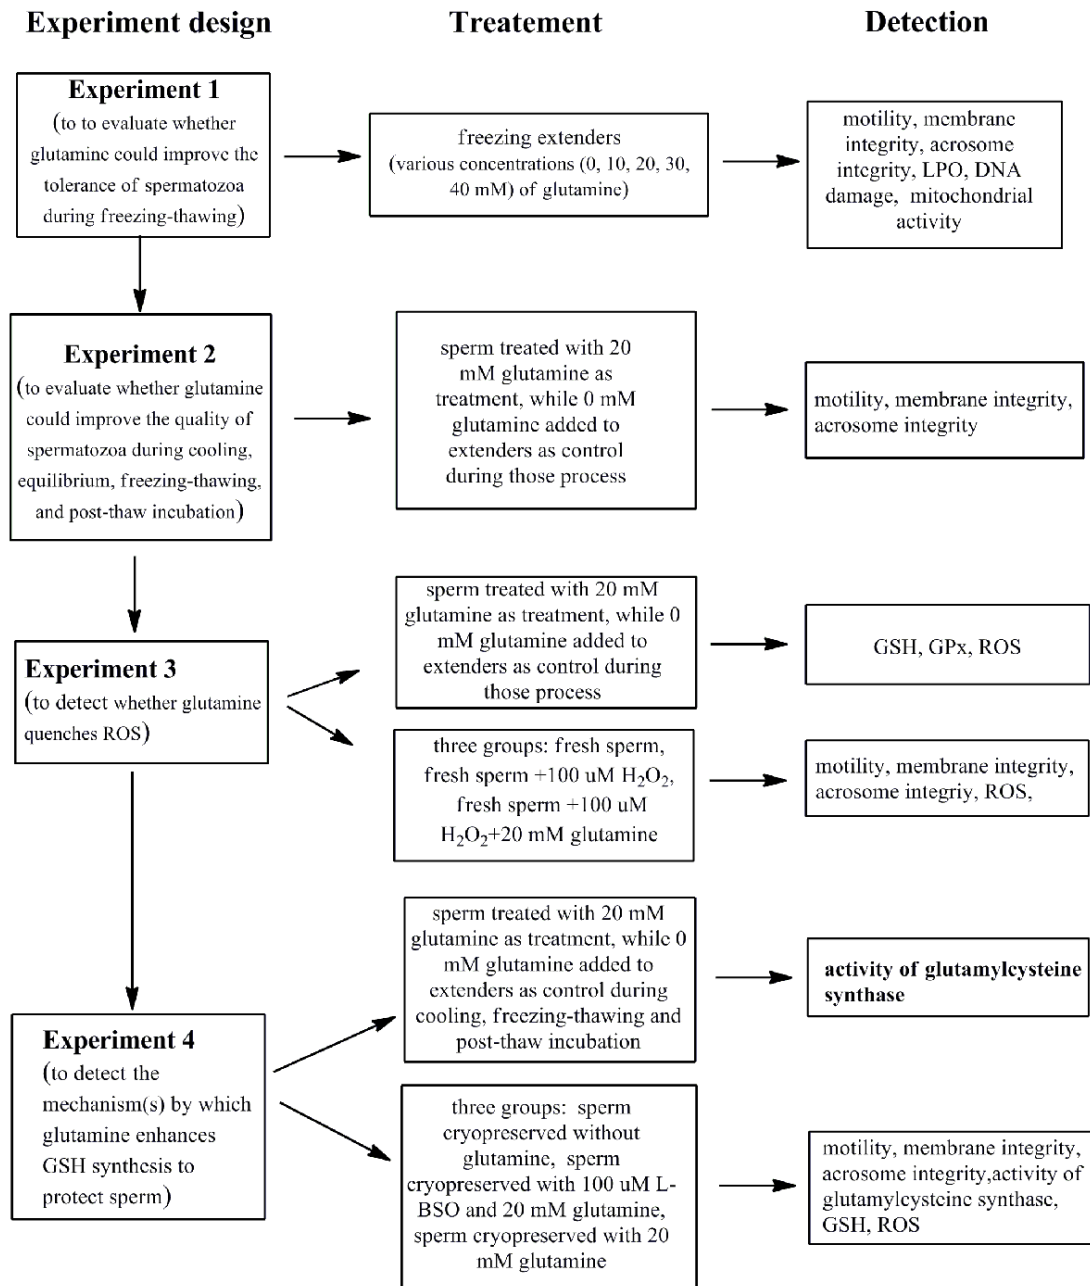 Experiment design
Treatement
Detection
Experiment 1
(to to evaluate whether
glutamine could improve the
tolerance of spermatozoa
during freezing-thawing)
freezing extenders
(various concentrations (0, 10, 20, 30,
40 mM) of glutamine)
motility, membrane
integrity, acrosome
integrity, LPO, DNA
damage, mitochondrial
activity
Experiment 2
(to evaluate whether glutamine
could improve the quality of
spermatozoa during cooling,
equilibrium, freezing-thawing,
and post-thaw incubation)
sperm treated with 20
mM glutamine as
treatment, while 0 mM
glutamine added to
extenders as control
during those process
motility, membrane integrity,
acrosome integrity
Experiment 3
(to detect whether glutamine
quenches ROS)
sperm treated with 20 mM
glutamine as treatment, while 0
mM glutamine added to
extenders as control during
those process
GSH, GPx, ROS
three groups: fresh sperm,
fresh sperm +100 uM H₂O₂,
fresh sperm +100 uM
H₂O₂+20 mM glutamine
motility, membrane integrity,
acrosome integriy, ROS,
Experiment 4
(to detect the
mechanism(s) by which
glutamine enhances
GSH synthesis to
protect sperm)
sperm treated with 20 mM
glutamine as treatment, while 0
mM glutamine added to
extenders as control during
cooling, freezing-thawing and
post-thaw incubation
activity of glutamylcysteine
synthase
three groups: sperm
cryopreserved without
glutamine, sperm
cryopreserved with 100 uM L-
BSO and 20 mM glutamine,
sperm cryopreserved with 20
mM glutamine
motility, membrane integrity,
acrosome integrity,activity of
glutamylcysteine synthase,
GSH, ROS